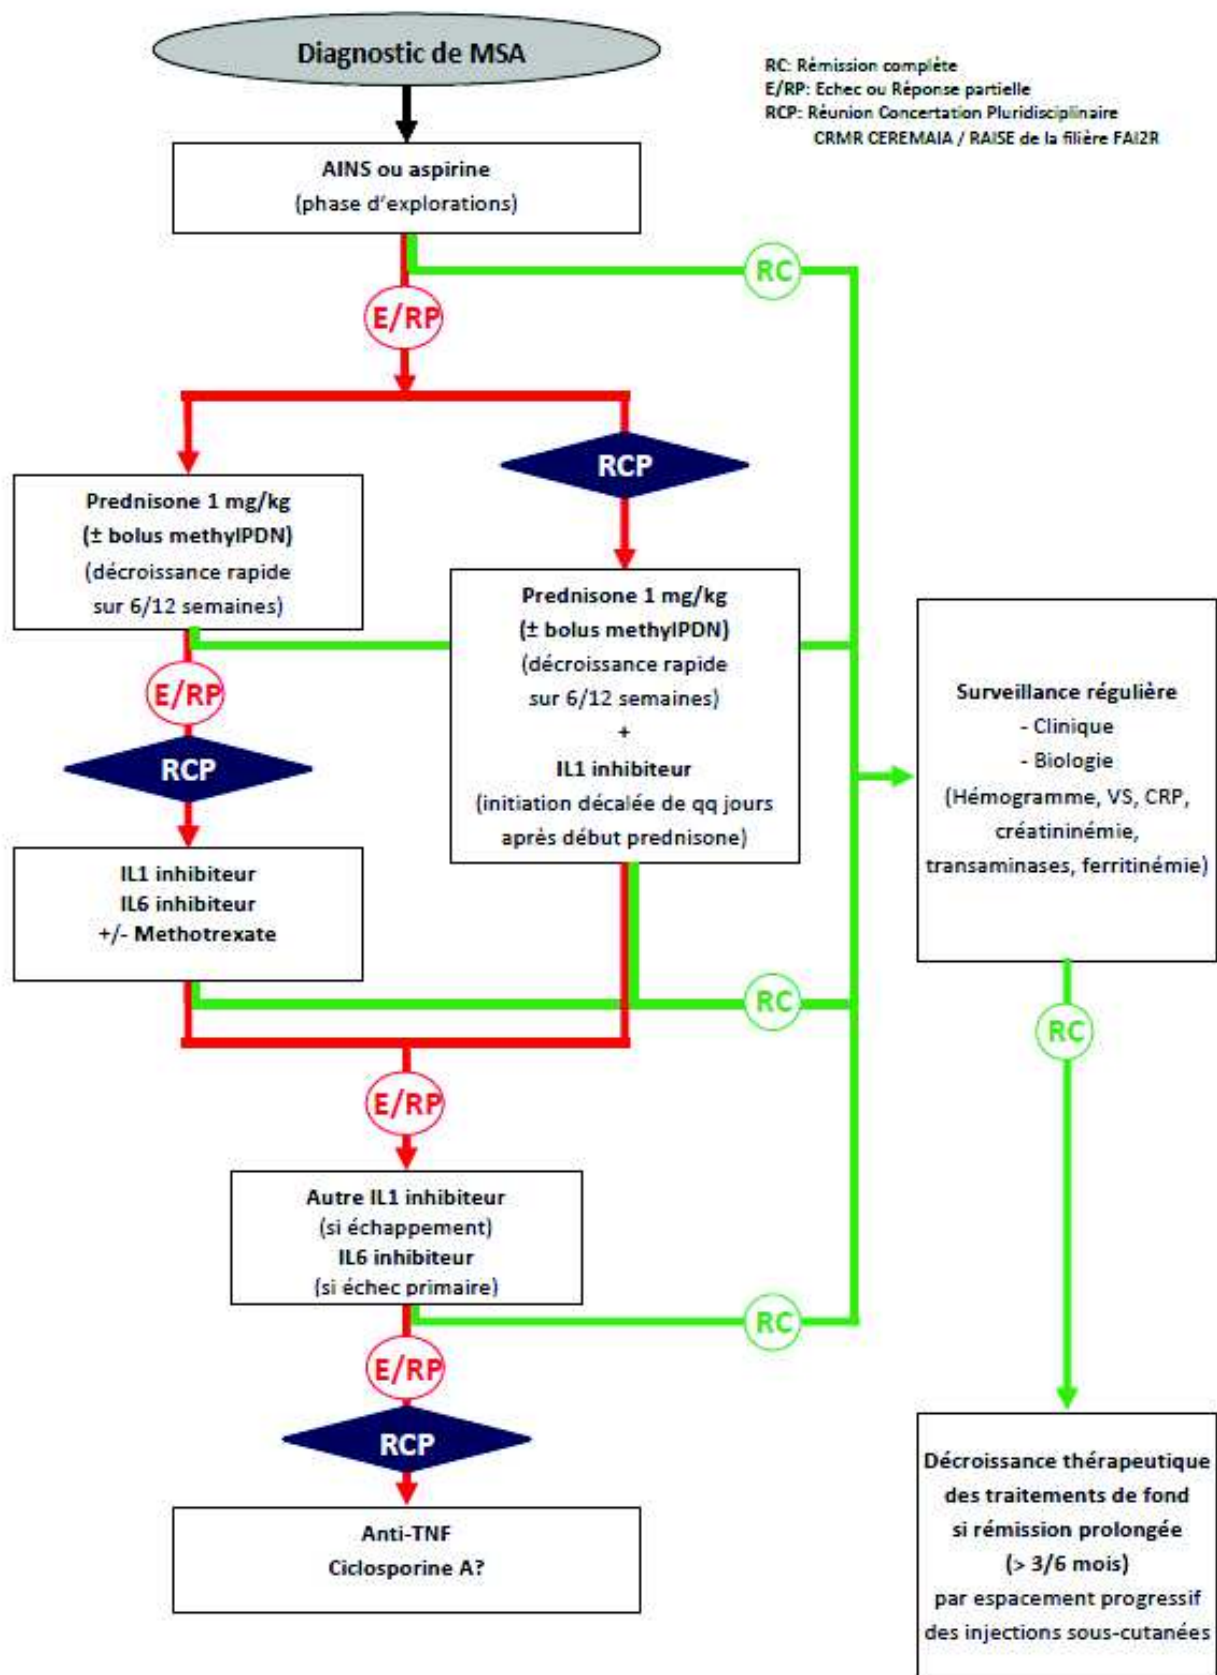 Diagnostic de MSA
RC: Rémission complète
E/RP: Echec ou Réponse partielle
RCP: Réunion Concertation Pluridisciplinaire
CRMR CEREMAIA / RAISE de la filière FAI2R
AINS ou aspirine
(phase d'explorations)
RC
E/RP
RCP
Prednisone 1 mg/kg
(± bolus methylPDN)
(décroissance rapide
sur 6/12 semaines)
Prednisone 1 mg/kg
(± bolus methylPDN)
(décroissance rapide
sur 6/12 semaines)
+
IL1 inhibiteur
(initiation décalée de qq jours
après début prednisone)
E/RP
RCP
IL1 inhibiteur
IL6 inhibiteur
+/- Methotrexate
Surveillance régulière
- Clinique
- Biologie
(Hémogramme, VS, CRP,
créatininémie,
transaminases, ferritinémie)
RC
RC
E/RP
Autre IL1 inhibiteur
(si échappement)
IL6 inhibiteur
(si échec primaire)
RC
E/RP
RCP
Anti-TNF
Ciclosporine A?
Décroissance thérapeutique
des traitements de fond
si rémission prolongée
(> 3/6 mois)
par espacement progressif
des injections sous-cutanées